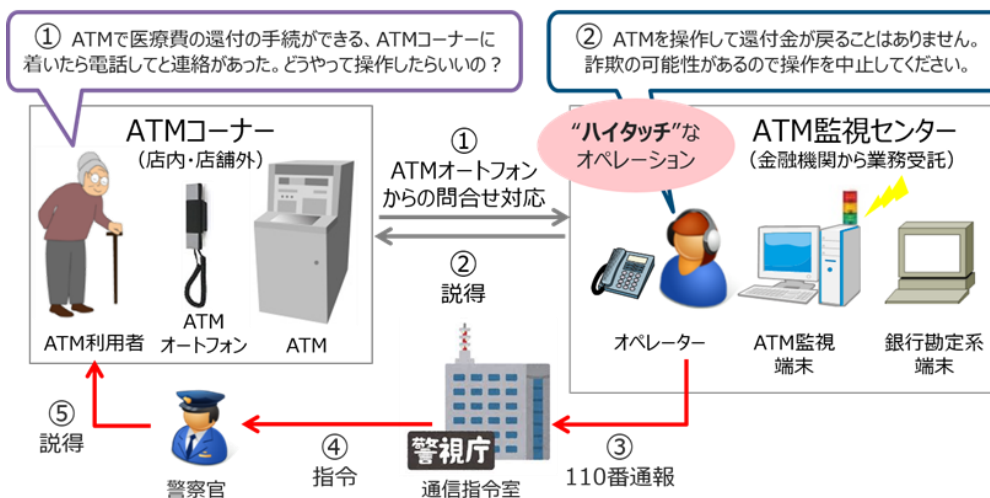 ① ATMで医療費の還付の手続ができる、ATMコーナーに
着いたら電話してと連絡があった。どうやって操作したらいいの？
② ATMを操作して還付金が戻ることはありません。
詐欺の可能性があるので操作を中止してください。
ATMコーナー
（店内・店舗外）
ATM利用者
ATM
オートフォン
ATM
①
ATMオートフォン
からの問合せ対応
②
説得
“ハイタッチ”な
オペレーション
ATM監視センター
（金融機関から業務受託）
オペレーター
ATM監視
端末
銀行勘定系
端末
③
110番通報
警視庁
通信指令室
④
指令
警察官
⑤
説得